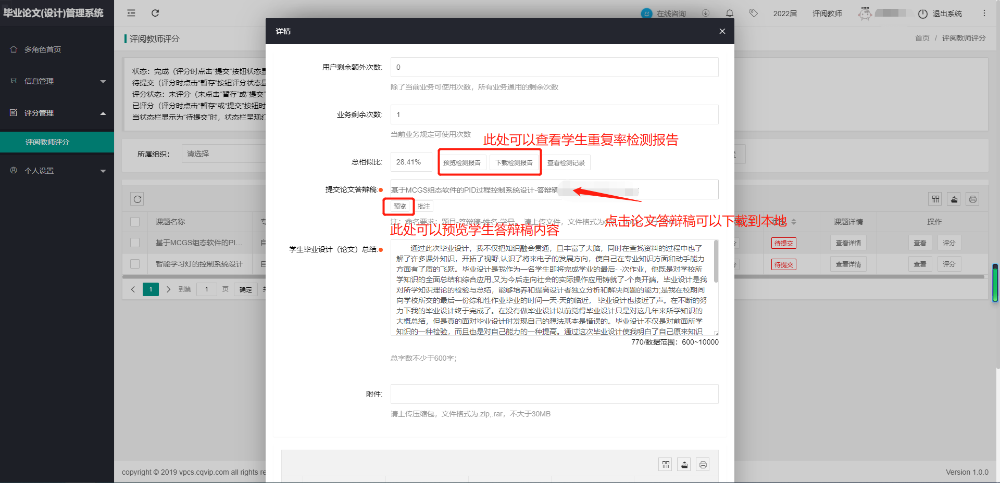 毕业论文(设计)管理系统
在线咨询
2022届
评阅教师
退出系统
多角色首页
信息管理
评分管理
评阅教师评分
个人设置
评阅教师评分
首页 / 评阅教师评分
状态：完成（评分时点击“提交”按钮状态显
待提交（评分时点击“暂存”按钮评分状态显
评分状态：未评分（未点击“暂存”或“提交”
已评分（评分时点击“暂存”或“提交”按钮时
当状态栏显示为“待提交”时，状态栏呈现红
所属组织：
请选择
课题名称
专
基于MCGS组态软件的PI...
自
智能学习灯的控制系统设计
自
1
到第
1
页
确定
共
课题详情
操作
待提交
查看详情
查看
评分
待提交
查看详情
查看
评分
详情
用户剩余额外次数:
0
除了当前业务可使用次数，所有业务通用的剩余次数
业务剩余次数:
1
当前业务规定可使用次数
此处可以查看学生重复率检测报告
总相似比:
28.41%
预览检测报告
下载检测报告
查看检测记录
提交论文答辩稿:
基于MCGS组态软件的PID过程控制系统设计-答辩稿
预览
批注
注：命名要求：题目-答辩稿-姓名-学号。请上传文件，文件格式为
点击论文答辩稿可以下载到本地
此处可以预览学生答辩稿内容
学生毕业设计（论文）总结:
通过此次毕业设计，我不仅把知识融会贯通，且丰富了大脑，同时在查找资料的过程中也了
解了许多课外知识，开拓了视野,认识了将来电子的发展方向，使自己在专业知识方面和动手能力
方面有了质的飞跃。毕业设计是我作为一名学生即将完成学业的最后- -次作业，他既是对学校所
学知识的全面总结和综合应用,又为今后走向社会的实际操作应用铸就了-个良开端，毕业设计是我
对所学知识理论的检验与总结，能够培养和提高设计者独立分析和解决问题的能力;是我在校期间
向学校所交的最后一份综和性作业毕业的时间一天-天的临近， 毕业设计也接近了声。在不断的努
力下我的毕业设计终于完成了。在没有做毕业设计以前觉得毕业设计只是对这几年来所学知识的
大概总结，但是真的面对毕业设计时发现自己的想法基本是错误的。毕业设计不仅是对前面所学
知识的一种检验，而且也是对自己能力的一种提高。通过这次毕业设计使我明白了自己原来知识
770/数据范围：600~10000
总字数不少于600字；
附件:
请上传压缩包，文件格式为.zip,.rar，不大于30MB
copyright © 2019 vpcs.cqvip.com all rights re
Version 1.0.0